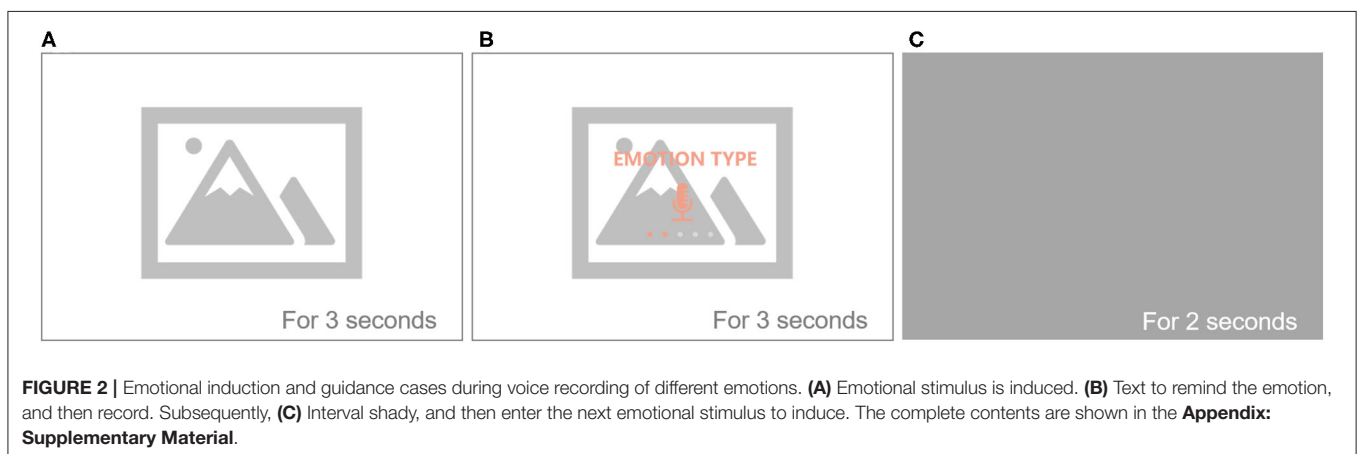 A
B
C
EMOTION TYPE
For 3 seconds
For 3 seconds
For 2 seconds
FIGURE 2 | Emotional induction and guidance cases during voice recording of different emotions. (A) Emotional stimulus is induced. (B) Text to remind the emotion,
and then record. Subsequently, (C) Interval shady, and then enter the next emotional stimulus to induce. The complete contents are shown in the Appendix:
Supplementary Material.